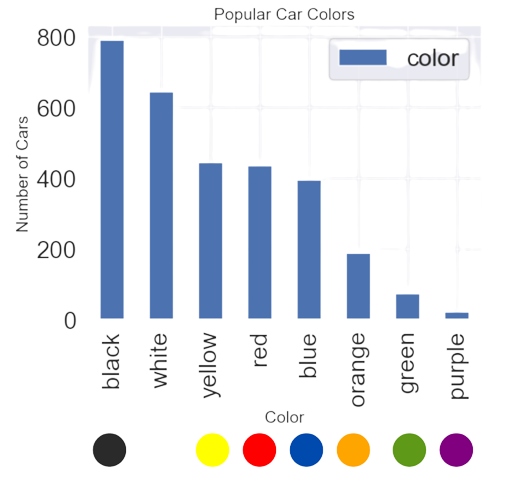 Popular Car Colors
color
Number of Cars
800
600
400
200
0
black
white
yellow
red
blue
orange
green
purple
Color